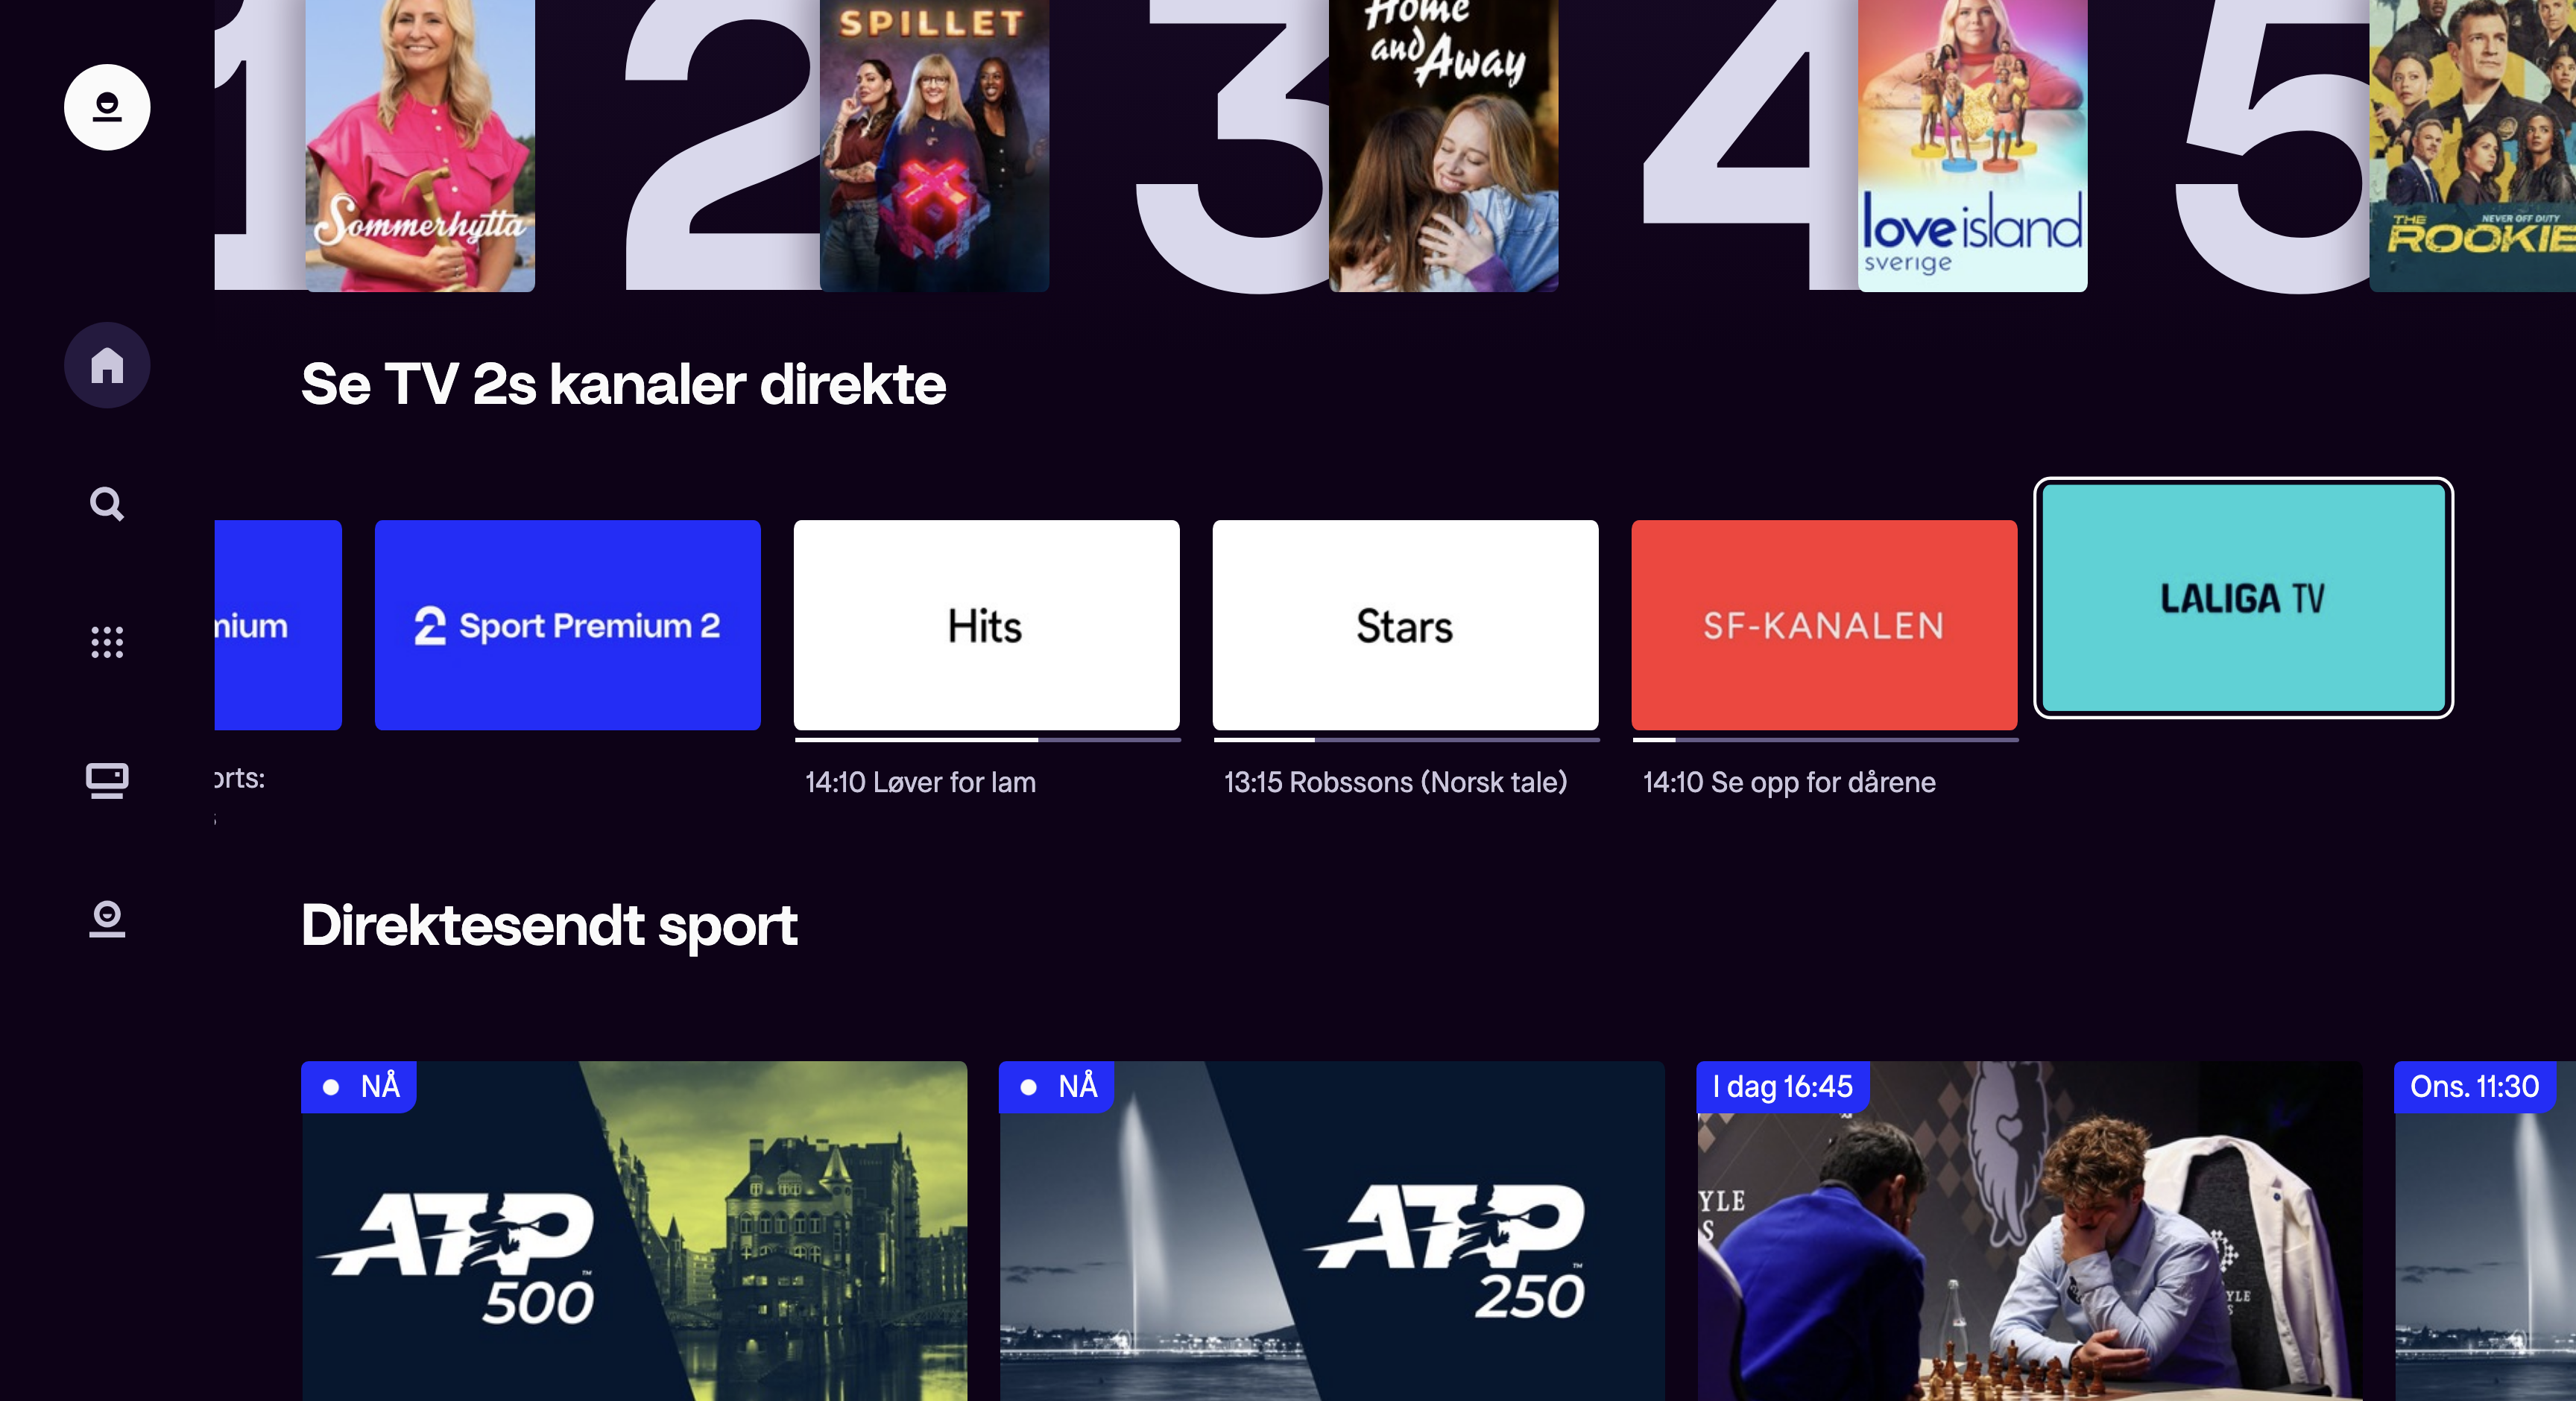 1
Sommerhytta
2
SPILLET
3
Home
and Away
4
love island
sverige
5
THE
NEVER OFF DUTY
ROOKIE
Se TV 2s kanaler direkte
2 Sport Premium 2
Hits
Stars
SF-KANALEN
LALIGA TV
orts:
14:10 Løver for lam
13:15 Robssons (Norsk tale)
14:10 Se opp for dårene
Direktesendt sport
NÅ
ATP
500
NÅ
ATP
250
I dag 16:45
Ons. 11:30